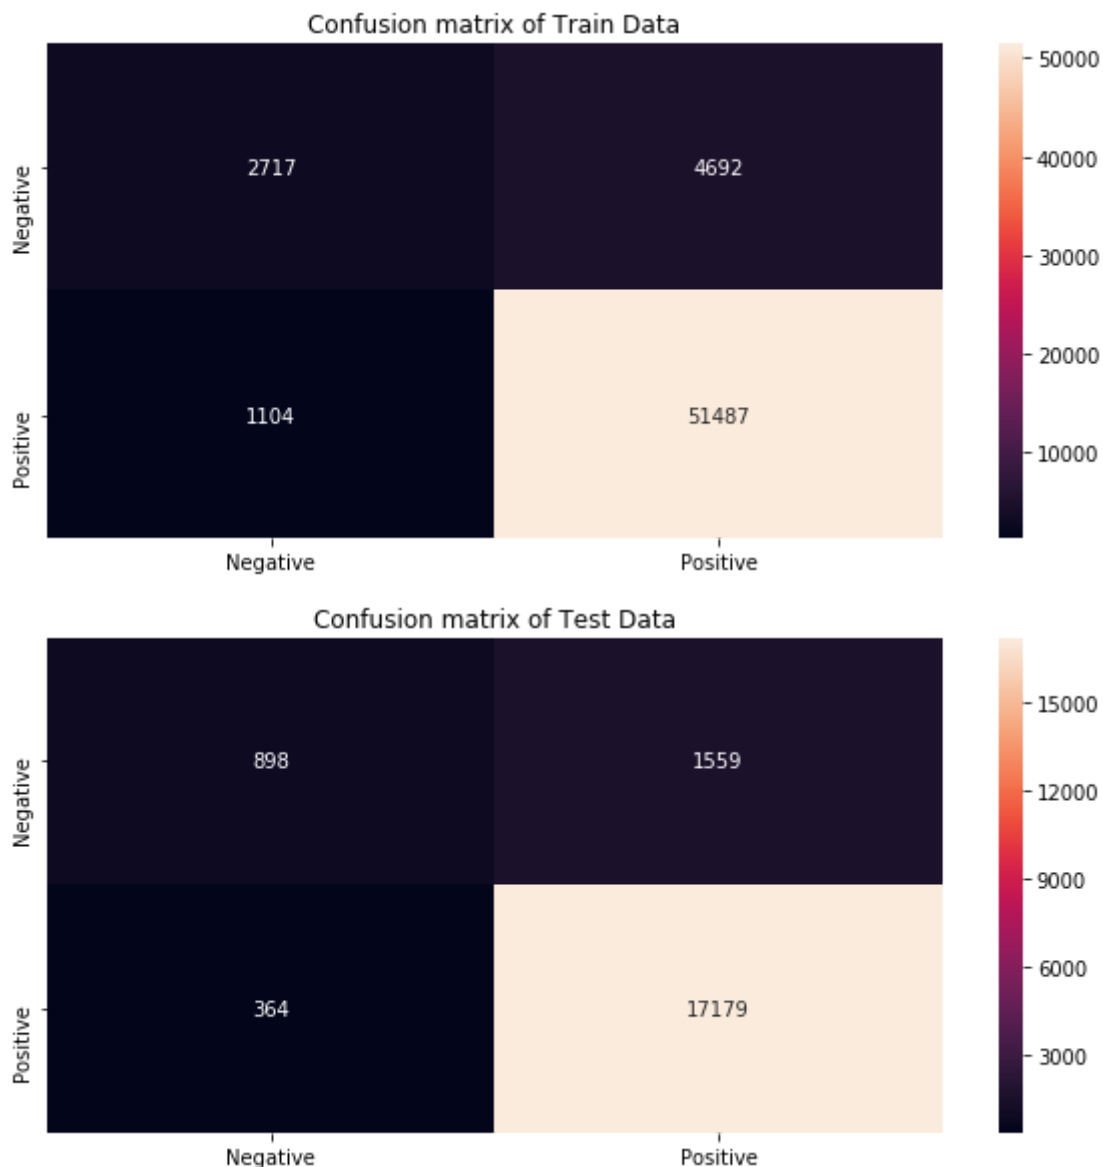 Confusion matrix of Train Data
Negative
2717
4692
Positive
1104
51487
Negative
Positive
50000
40000
30000
20000
10000
Confusion matrix of Test Data
Negative
898
1559
Positive
364
17179
Negative
Positive
15000
12000
9000
6000
3000